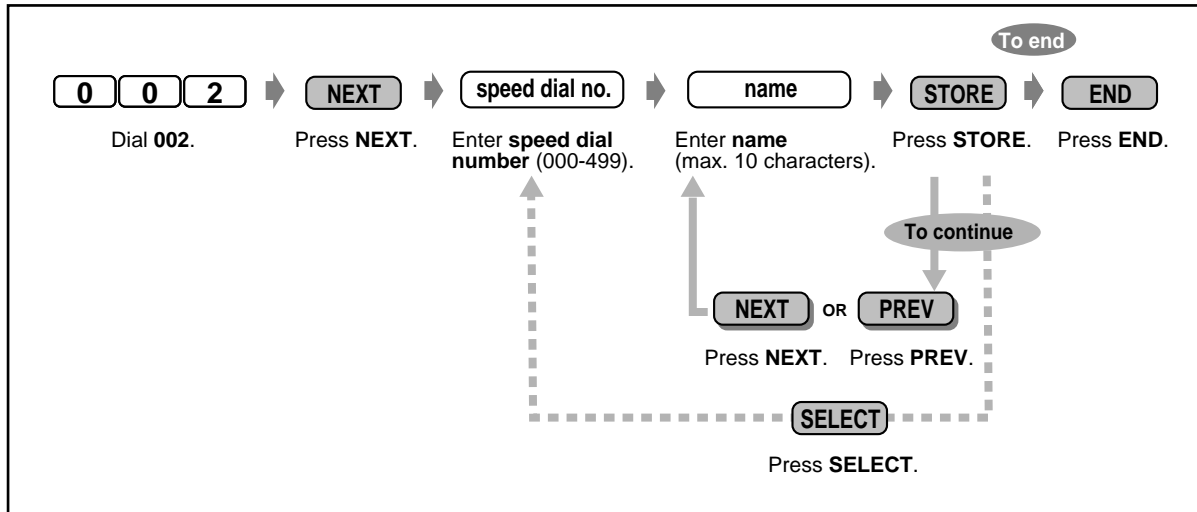 To end
0 0 2 NEXT speed dial no. name STORE END
Dial 002. Press NEXT. Enter speed dial Enter name Press STORE. Press END.
number (000-499). (max. 10 characters).
To continue
NEXT OR PREV
Press NEXT. Press PREV.
SELECT
Press SELECT.